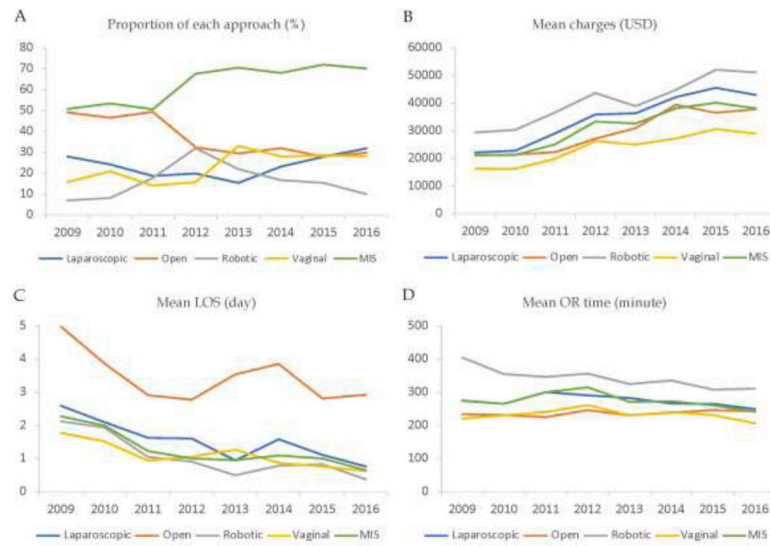 A
Proportion of each approach (%)
80
70
60
50
40
30
20
10
0
2009 2010 2011 2012 2013 2014 2015 2016
Laparoscopic Open Robotic Vaginal MIS
B
Mean charges (USD)
60000
50000
40000
30000
20000
10000
0
2009 2010 2011 2012 2013 2014 2015 2016
Laparoscopic Open Robotic Vaginal MIS
C
Mean LOS (day)
6
5
4
3
2
1
0
2009 2010 2011 2012 2013 2014 2015 2016
Laparoscopic Open Robotic Vaginal MIS
D
Mean OR time (minute)
500
400
300
200
100
0
2009 2010 2011 2012 2013 2014 2015 2016
Laparoscopic Open Robotic Vaginal MIS